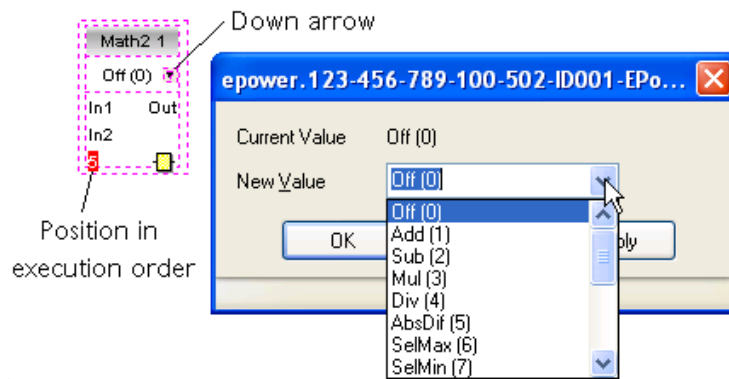 Down arrow
Math2 1
Off (0)
In1 Out
In2
5
Position in
execution order
epower.123-456-789-100-502-ID001-EPo...
Current Value Off (0)
New Value Off (0)
Off (0)
Add (1)
Sub (2)
Mul (3)
Div (4)
AbsDif (5)
SelMax (6)
SelMin (7)
OK